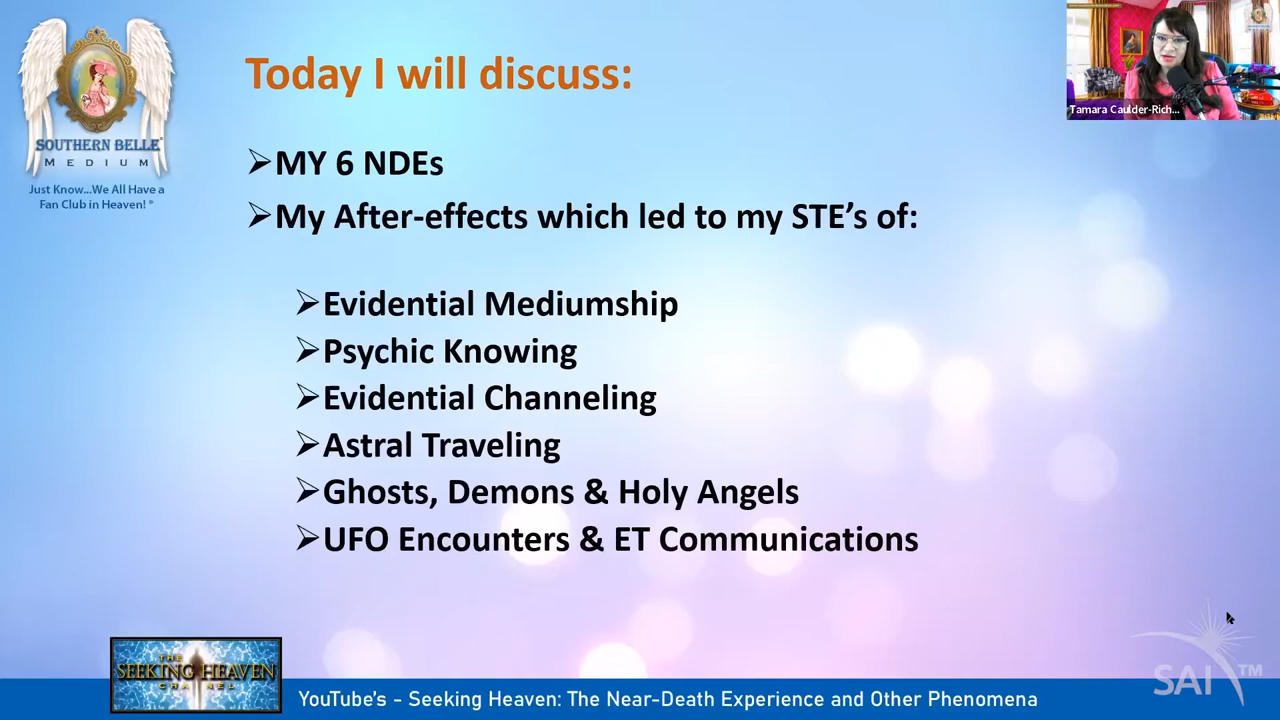 SOUTHERN BELLE®
MEDIUM
Just Know...We All Have a
Fan Club in Heaven! ®
Today I will discuss:
➢MY 6 NDEs
➢My After-effects which led to my STE’s of:
➢Evidential Mediumship
➢Psychic Knowing
➢Evidential Channeling
➢Astral Traveling
➢Ghosts, Demons & Holy Angels
➢UFO Encounters & ET Communications
Tamara Caulder-Rich...
THE
SEEKING HEAVEN
CHANNEL
YouTube's - Seeking Heaven: The Near-Death Experience and Other Phenomena
SAI™